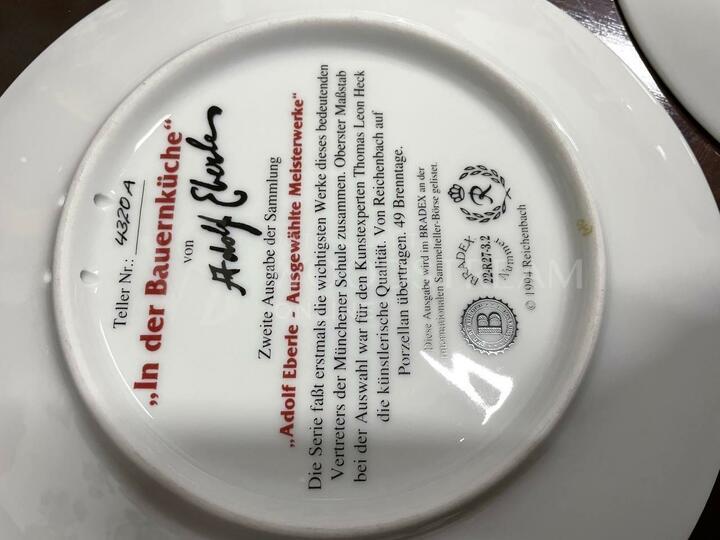 Teller Nr.: 4320A
„In der Bauernküche“
von
Adolf Eberle
Zweite Ausgabe der Sammlung
„Adolf Eberle - Ausgewählte Meisterwerke“
Die Serie faßt erstmals die wichtigsten Werke dieses bedeutenden
Vertreters der Münchener Schule zusammen. Oberster Maßstab
bei der Auswahl war für den Kunstexperten Thomas Leon Heck
die künstlerische Qualität. Von Reichenbach auf
Porzellan übertragen. 49 Brenntage.
Diese Ausgabe wird im BRADEX an der
internationalen Sammelteller-Börse gelistet.
B
BRADEX
22-R27-3.2
Nummer
R
© 1994 Reichenbach